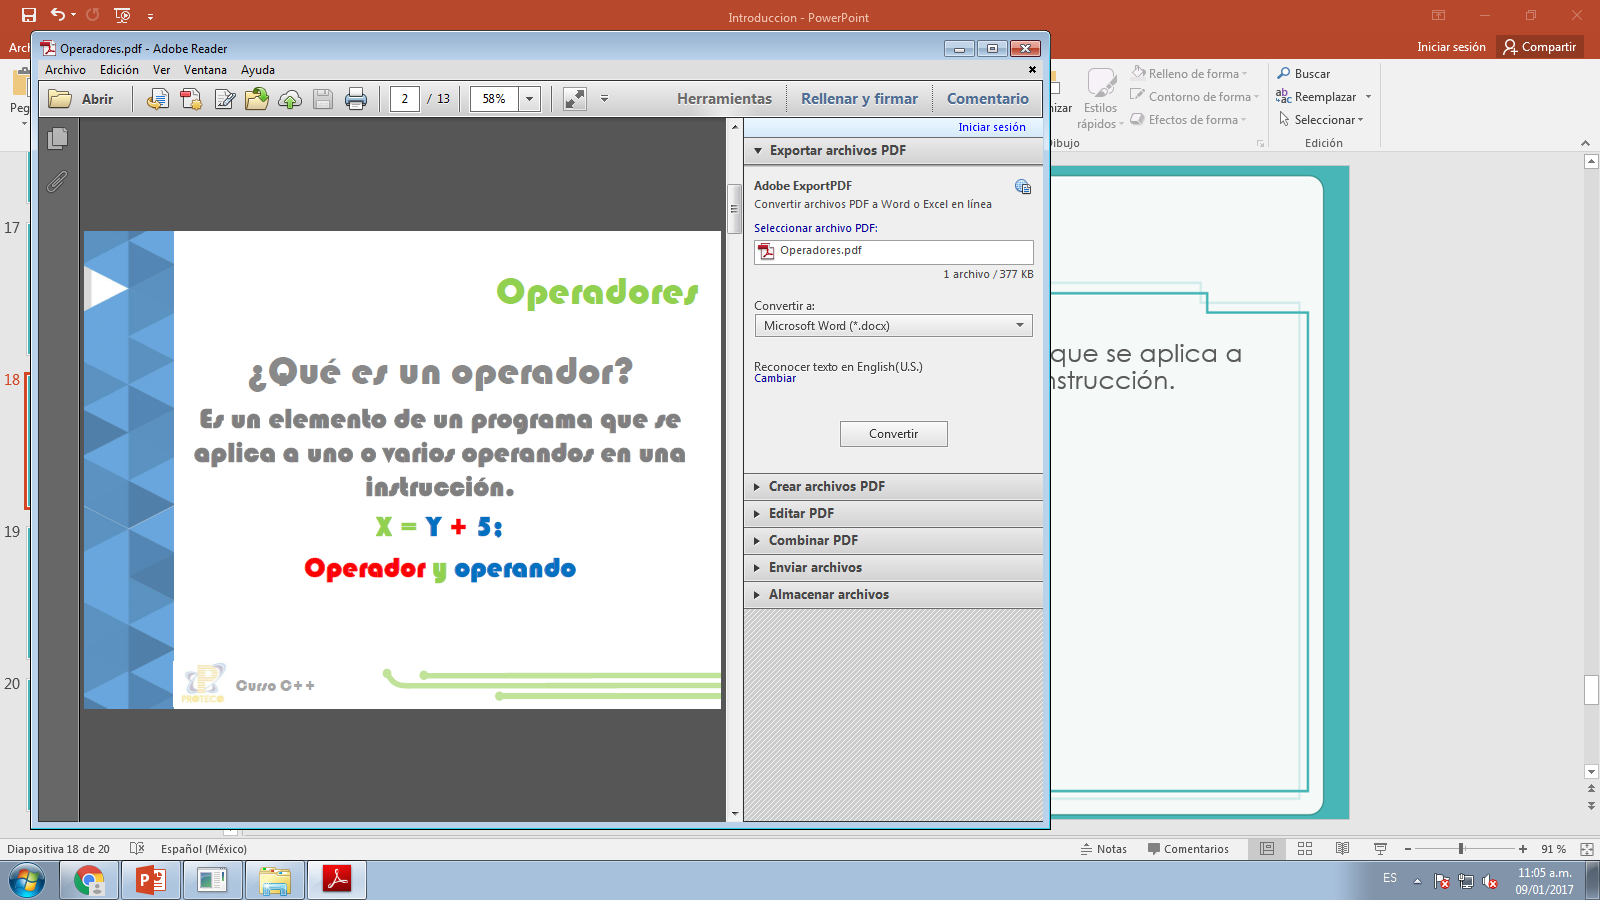 Introduccion - PowerPoint
Iniciar sesión
Compartir
Operadores.pdf - Adobe Reader
Archivo Edición Ver Ventana Ayuda
Abrir
2 / 13
58%
Herramientas Rellenar y firmar Comentario
Relleno de forma
Contorno de forma
Efectos de forma
Estilos
rápidos
Buscar
Reemplazar
Seleccionar
Edición
Iniciar sesión
Exportar archivos PDF
Adobe ExportPDF
Convertir archivos PDF a Word o Excel en línea
Seleccionar archivo PDF:
Operadores.pdf
1 archivo / 377 KB
Convertir a:
Microsoft Word (*.docx)
Reconocer texto en English(U.S.)
Cambiar
Convertir
Crear archivos PDF
Editar PDF
Combinar PDF
Enviar archivos
Almacenar archivos
17
18
19
20
Operadores
¿Qué es un operador?
Es un elemento de un programa que se
aplica a uno o varios operandos en una
instrucción.
X = Y + 5;
Operador y operando
PROTECO
Curso C++
que se aplica a
nstrucción.
Diapositiva 18 de 20
Español (México)
Notas
Comentarios
91 %
ES
11:05 a.m.
09/01/2017